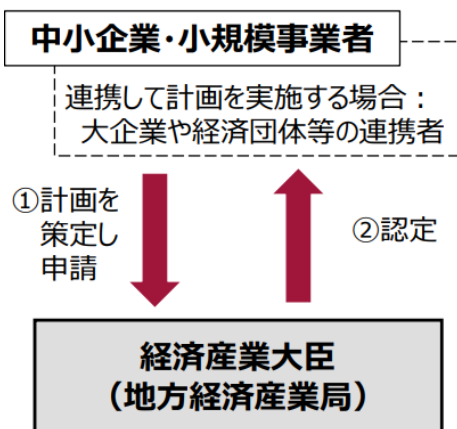 中小企業・小規模事業者
連携して計画を実施する場合：
大企業や経済団体等の連携者
①計画を
策定し
申請
②認定
経済産業大臣
（地方経済産業局）